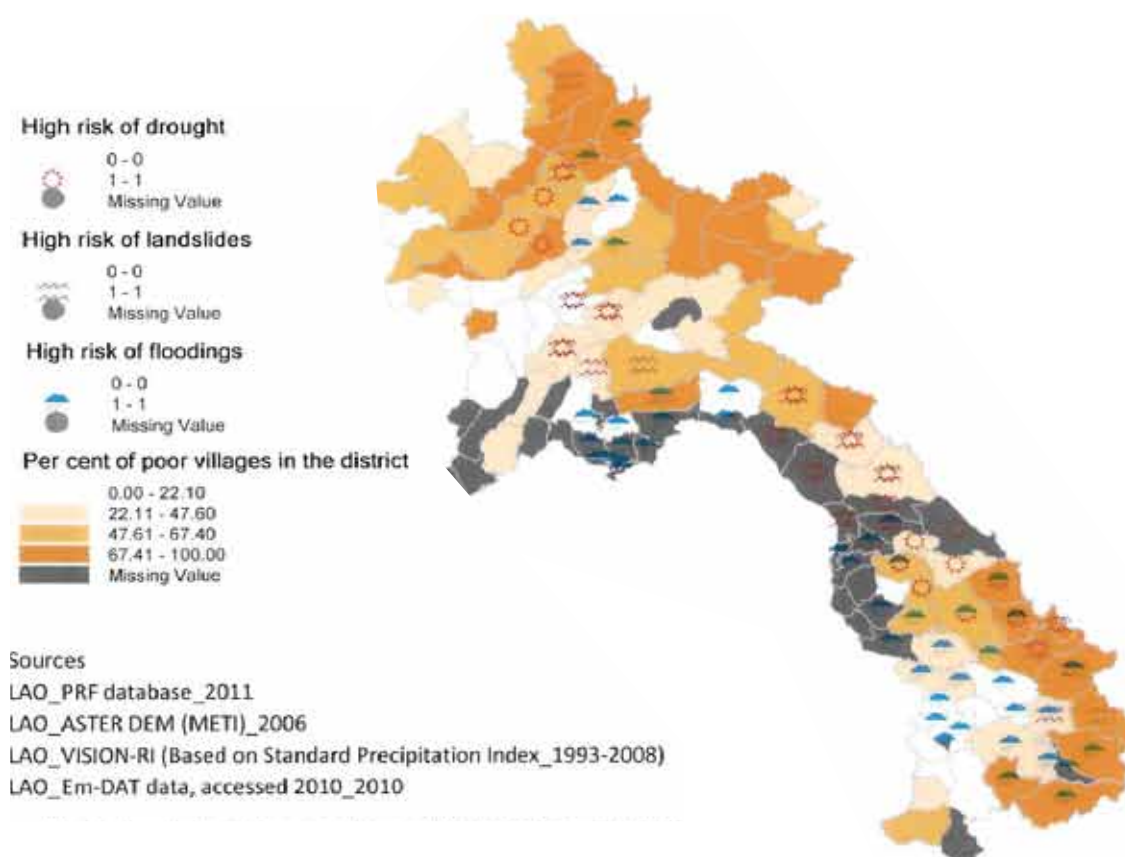 High risk of drought
0 - 0
1 - 1
Missing Value
High risk of landslides
0 - 0
1 - 1
Missing Value
High risk of floodings
0 - 0
1 - 1
Missing Value
Per cent of poor villages in the district
0.00 - 22.10
22.11 - 47.60
47.61 - 67.40
67.41 - 100.00
Missing Value
Sources
LAO_PRF database_2011
LAO_ASTER DEM (METI)_2006
LAO_VISION-RI (Based on Standard Precipitation Index_1993-2008)
LAO_Em-DAT data, accessed 2010_2010